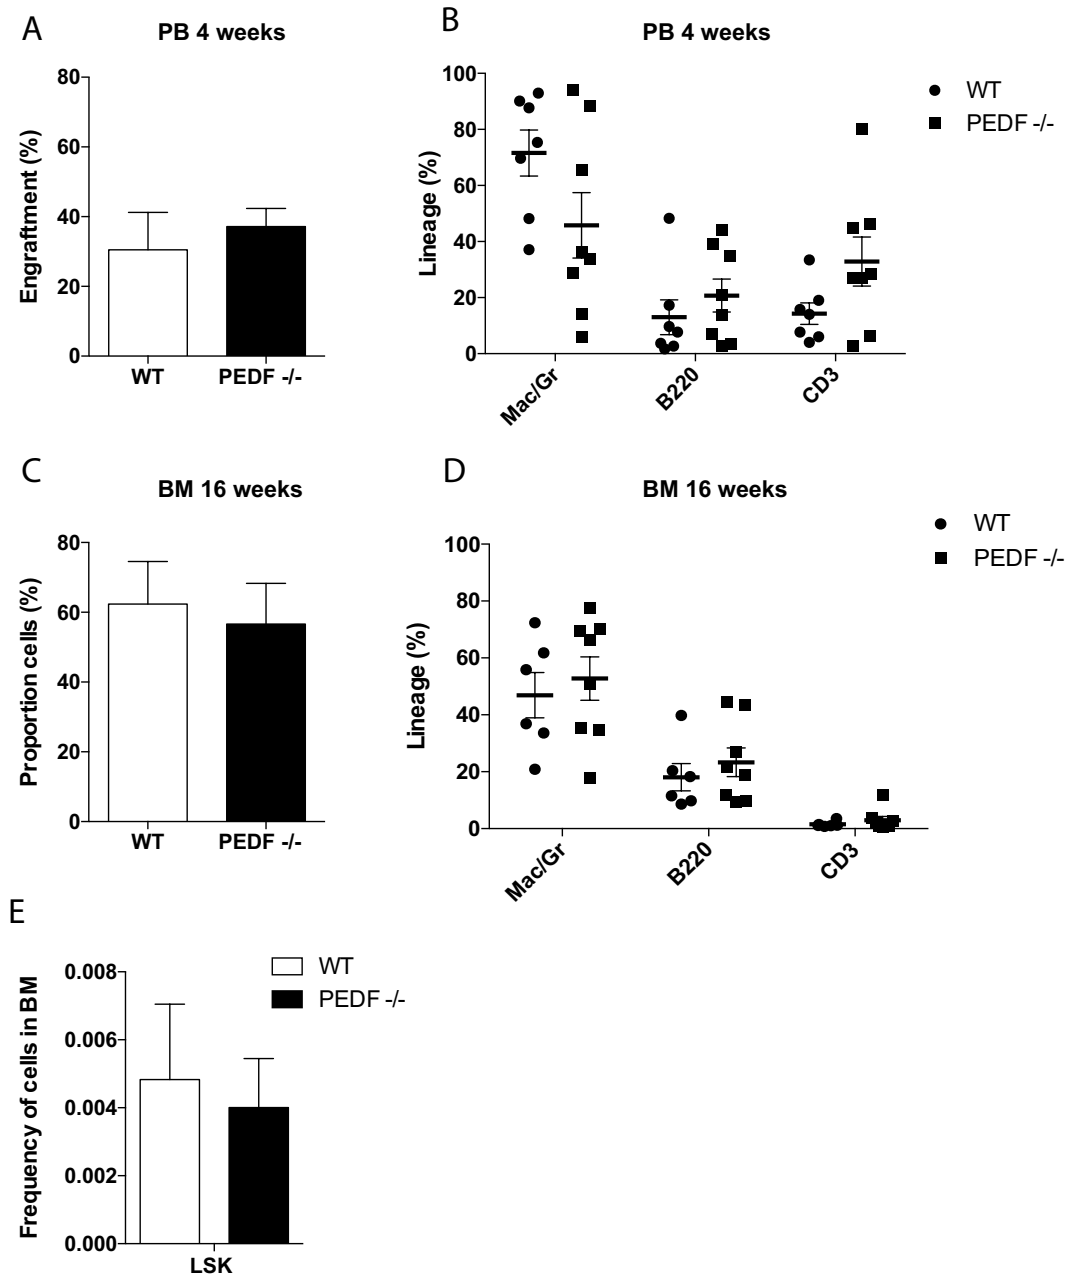 A
PB 4 weeks
Engraftment (%)
80
60
40
20
0
WT
PEDF -/-
B
PB 4 weeks
Lineage (%)
100
80
60
40
20
0
Mac/Gr
B220
CD3
WT
PEDF -/-
C
BM 16 weeks
Proportion cells (%)
80
60
40
20
0
WT
PEDF -/-
D
BM 16 weeks
Lineage (%)
100
80
60
40
20
0
Mac/Gr
B220
CD3
WT
PEDF -/-
E
Frequency of cells in BM
0.008
0.006
0.004
0.002
0.000
LSK
WT
PEDF -/-